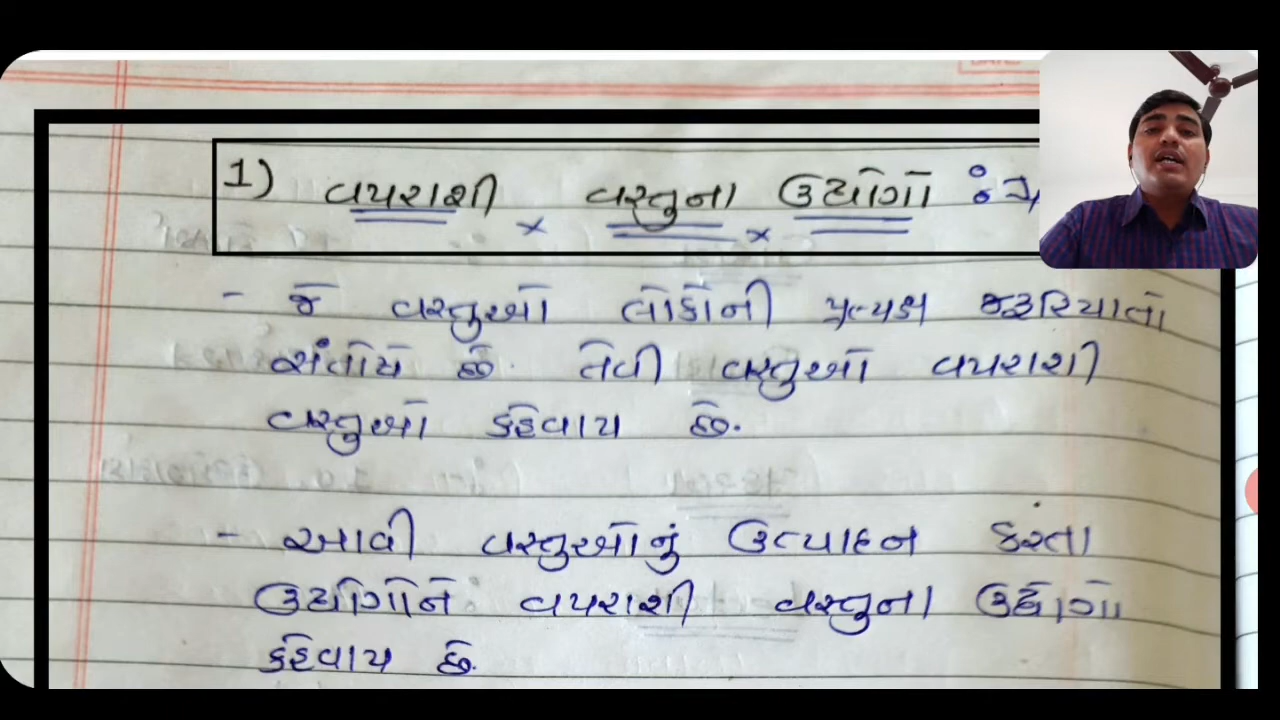 1) વપરાશી વસ્તુના ઉદ્યોગો :
- જે વસ્તુઓ લોકોની પ્રત્યક્ષ જરૂરિયાતો
સંતોષે છે. તેવી વસ્તુઓ વપરાશી
વસ્તુઓ કહેવાય છે.
- આવી વસ્તુઓનું ઉત્પાદન કરતા
ઉદ્યોગોને વપરાશી વસ્તુના ઉદ્યોગો
કહેવાય છે.